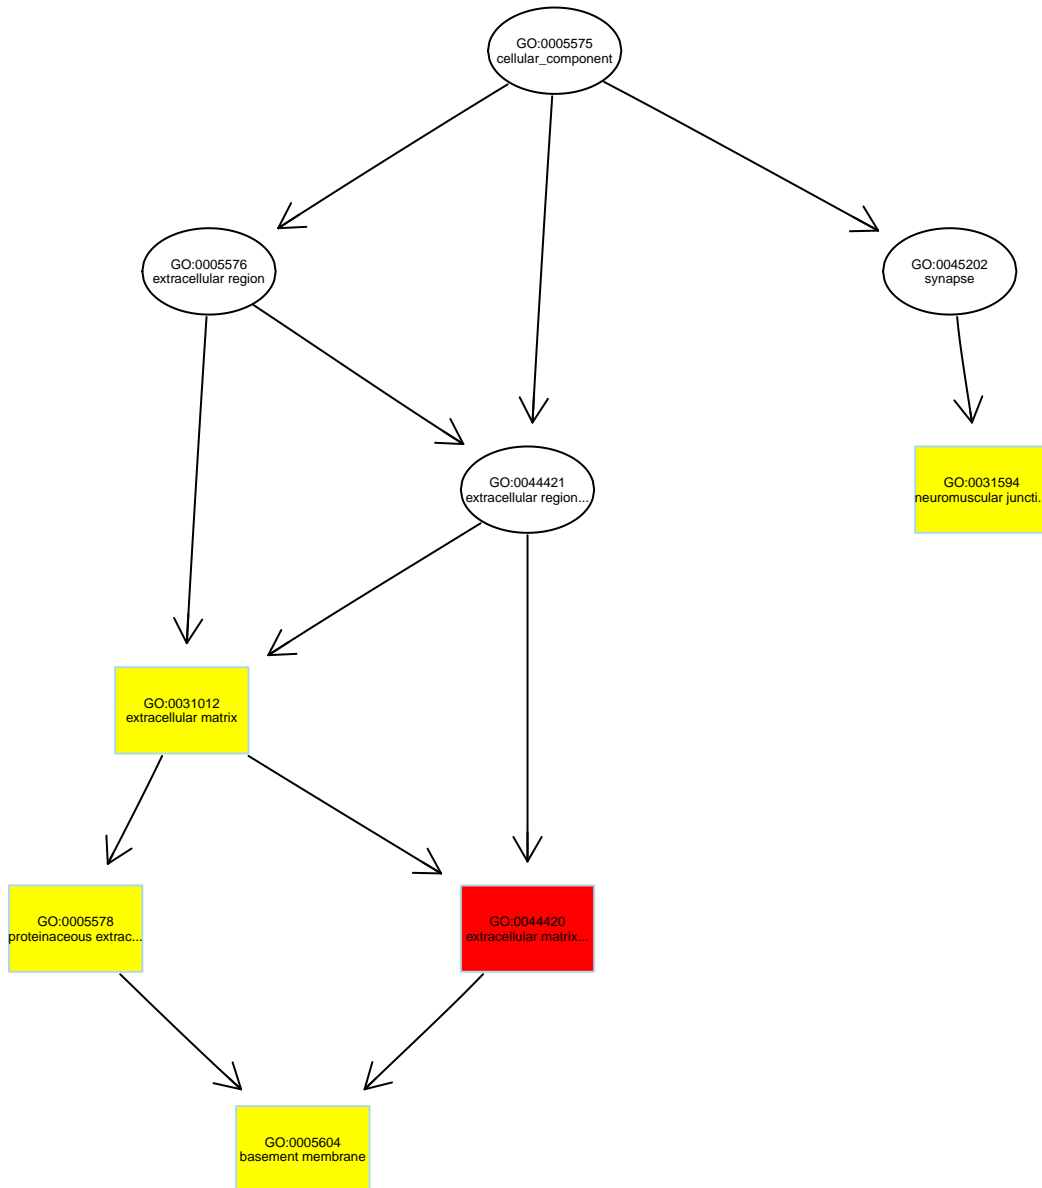 GO:0005575
cellular_component
GO:0005576
extracellular region
GO:0045202
synapse
GO:0044421
extracellular region...
GO:0031594
neuromuscular juncti.
GO:0031012
extracellular matrix
GO:0005578
proteinaceous extrac...
GO:0044420
extracellular matrix...
GO:0005604
basement membrane